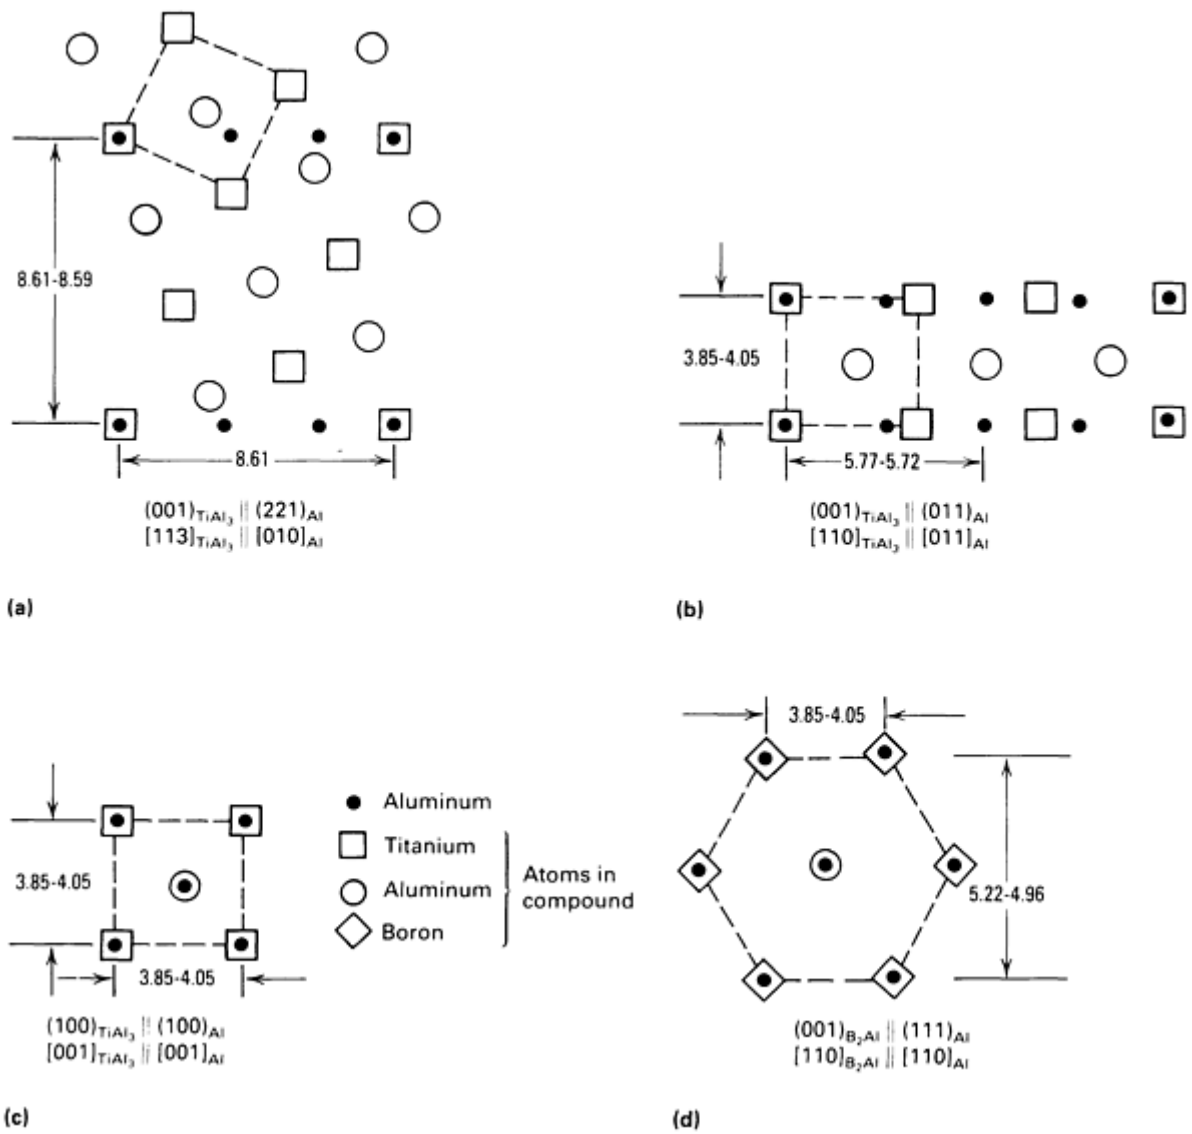 8.61-8.59
8.61
(001)TiAl3 || (221)Al
[113]TiAl3 || [010]Al
(a)
3.85-4.05
5.77-5.72
(001)TiAl3 || (011)Al
[110]TiAl3 || [011]Al
(b)
3.85-4.05
3.85-4.05
(100)TiAl3 || (100)Al
[001]TiAl3 || [001]Al
(c)
Aluminum
Titanium
Aluminum
Boron
Atoms in
compound
3.85-4.05
5.22-4.96
(001)B2Al || (111)Al
[110]B2Al || [110]Al
(d)